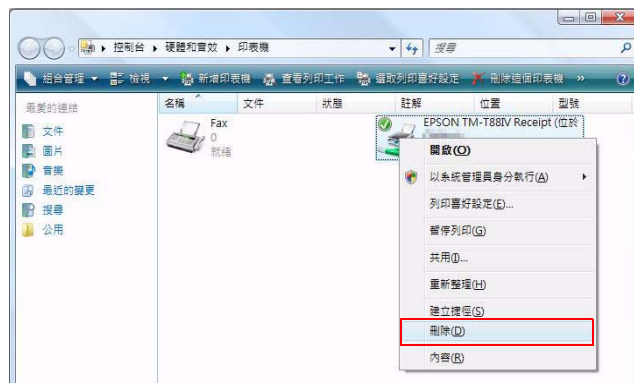 控制台 ▸ 硬體和音效 ▸ 印表機
搜尋
組合管理 檢視 新增印表機 查看列印工作 選取列印喜好設定 刪除這個印表機 »
最愛的連結
名稱 文件 狀態 註解 位置 型號
文件
圖片
音樂
最近的變更
搜尋
公用
Fax
0
就緒
EPSON TM-T88IV Receipt (位於
開啟(O)
以系統管理員身分執行(A)
列印喜好設定(E)...
暫停列印(G)
共用(I)...
重新整理(H)
建立捷徑(S)
刪除(D)
內容(R)